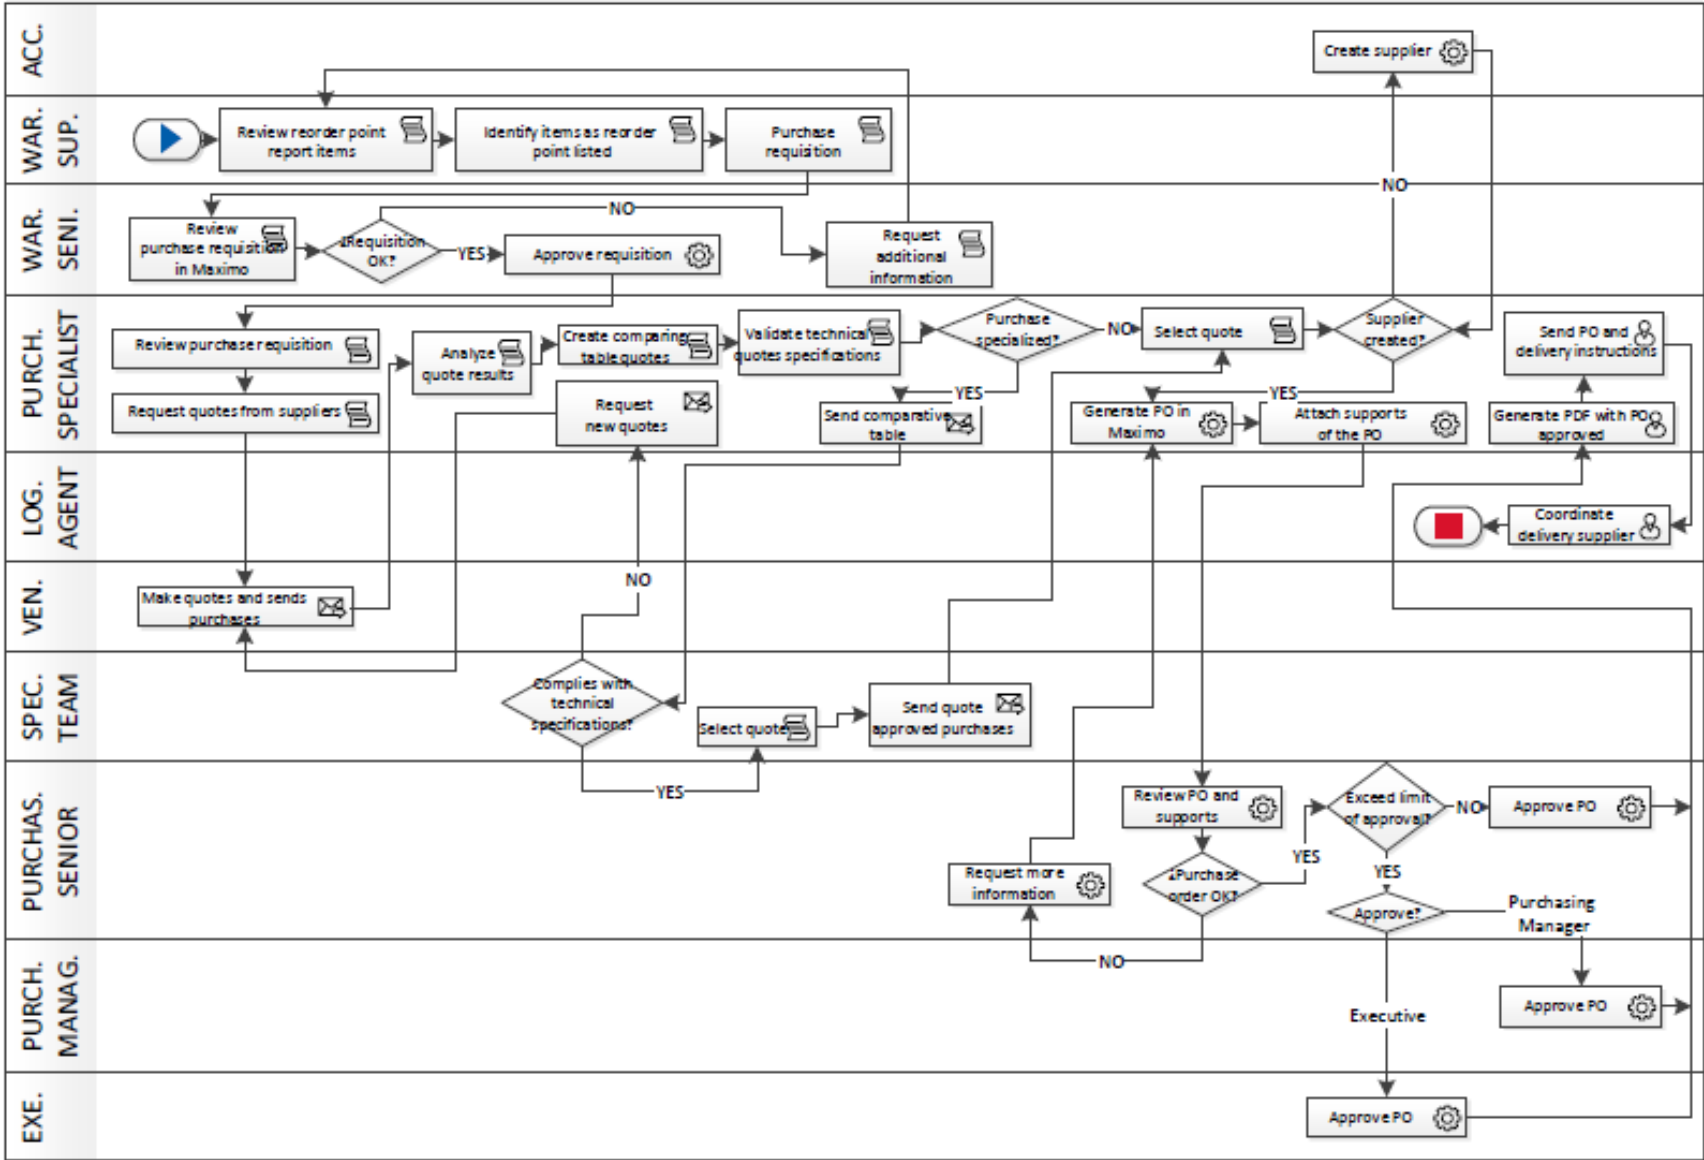 ACC.
Create supplier
WAR.
SUP.
Review reorder point
report items
Identify items as reorder
point listed
Purchase
requisition
NO
WAR.
SENI.
Review
purchase requisition
in Maximo
¿Requisition
OK?
NO
YES
Approve requisition
Request
additional
information
PURCH.
SPECIALIST
Review purchase requisition
Request quotes from suppliers
Analyze
quote results
Create comparing
table quotes
Request
new quotes
Validate technical
quotes specifications
Purchase
specialized?
NO
YES
Send comparative
table
Select quote
Supplier
created?
YES
Generate PO in
Maximo
Attach supports
of the PO
Send PO and
delivery instructions
Generate PDF with PO
approved
LOG.
AGENT
Coordinate
delivery supplier
VEN.
Make quotes and sends
purchases
NO
SPEC.
TEAM
Complies with
technical
specifications?
YES
Select quote
Send quote
approved purchases
PURCHAS.
SENIOR
Review PO and
supports
¿Purchase
order OK?
YES
NO
Request more
information
Exceed limit
of approval?
NO
Approve PO
YES
Approve?
Purchasing
Manager
PURCH.
MANAG.
Executive
Approve PO
EXE.
Approve PO